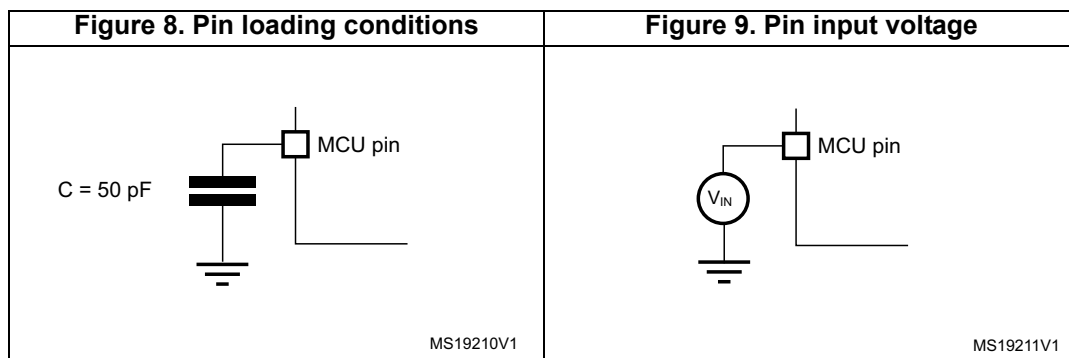 Figure 8. Pin loading conditions
Figure 9. Pin input voltage
MCU pin
C = 50 pF
MS19210V1
MCU pin
VIN
MS19211V1